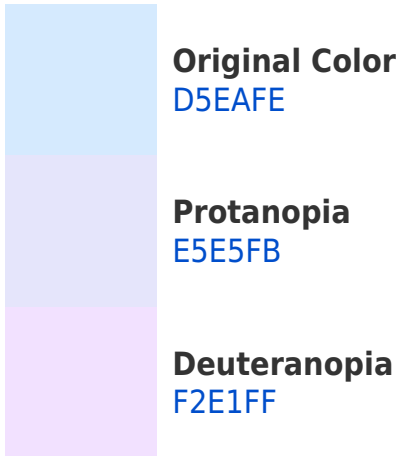 Original Color
D5EAFE
Protanopia
E5E5FB
Deuteranopia
F2E1FF